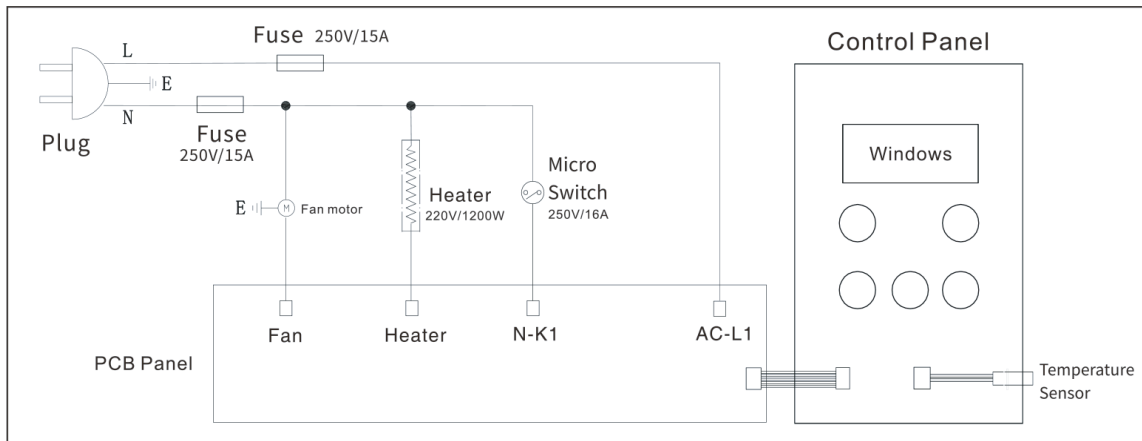 Fuse 250V/15A
Control Panel
L
E
N
Plug
Fuse
250V/15A
Windows
Micro
Switch
250V/16A
Heater
220V/1200W
E
M
Fan motor
Fan
Heater
N-K1
AC-L1
PCB Panel
Temperature
Sensor